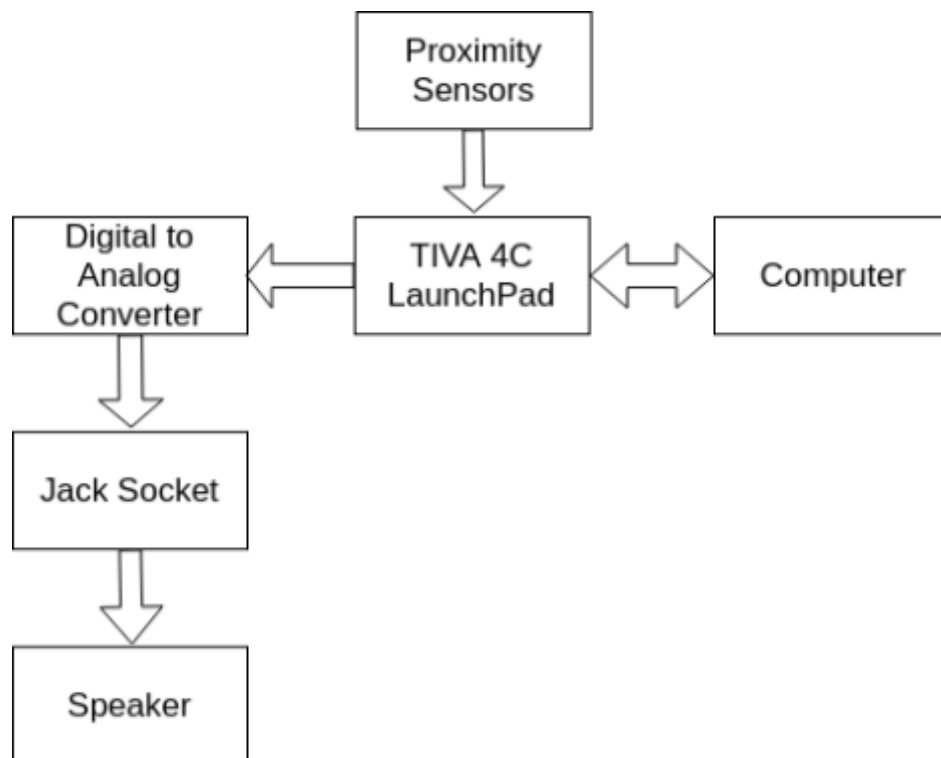 Proximity
Sensors
Digital to
Analog
Converter
TIVA 4C
LaunchPad
Computer
Jack Socket
Speaker